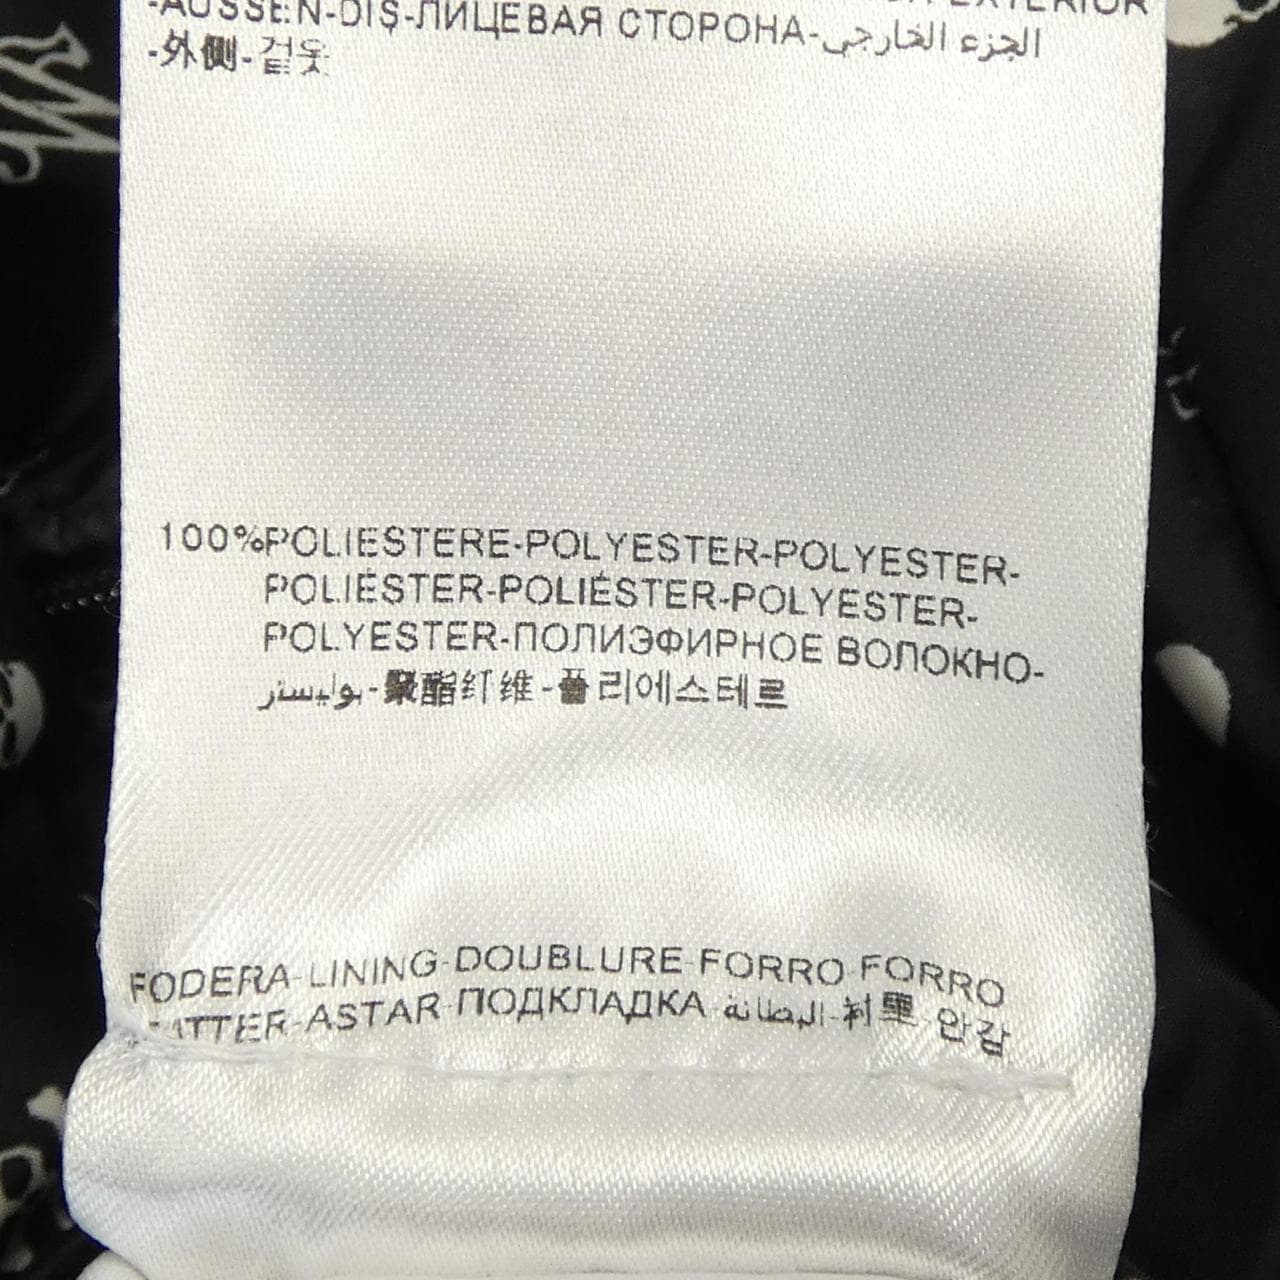 -AUSSEN-DIŞ-ЛИЦЕВАЯ СТОРОНА-الجزء الخارجي
-外侧-겉옷
100%POLIESTERE-POLYESTER-POLYESTER-
POLIÉSTER-POLIÉSTER-POLYESTER-
POLYESTER-ПОЛИЭФИРНОЕ ВОЛОКНО-
بوليستر-聚酯纤维-폴리에스테르
FODERA-LINING-DOUBLURE-FORRO-FORRO
-ASTAR-ПОДКЛАДКА-البطانة-衬里-안감